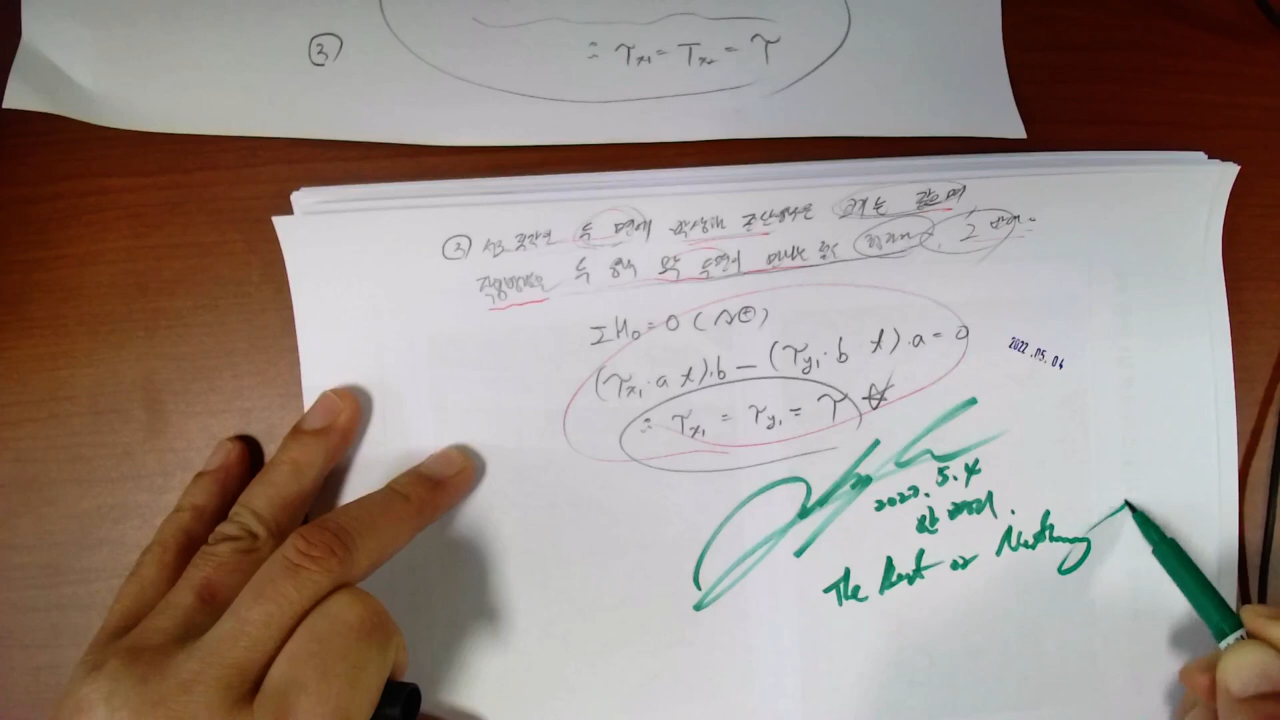 ③
∴ τx₁ = τx₂ = τ
③ 서로 직각인 두 면에 작용하는 전단응력은 크기는 같으며
작용방향은 두 응력 모두 두면이 만나는
ΣM₀ = 0 (⊕)
(τx₁·a t)·b − (τy₁·b t)·a = 0
∴ τx₁ = τy₁ = τ
2022.05.04
2022.5.4
The Best or Nothing